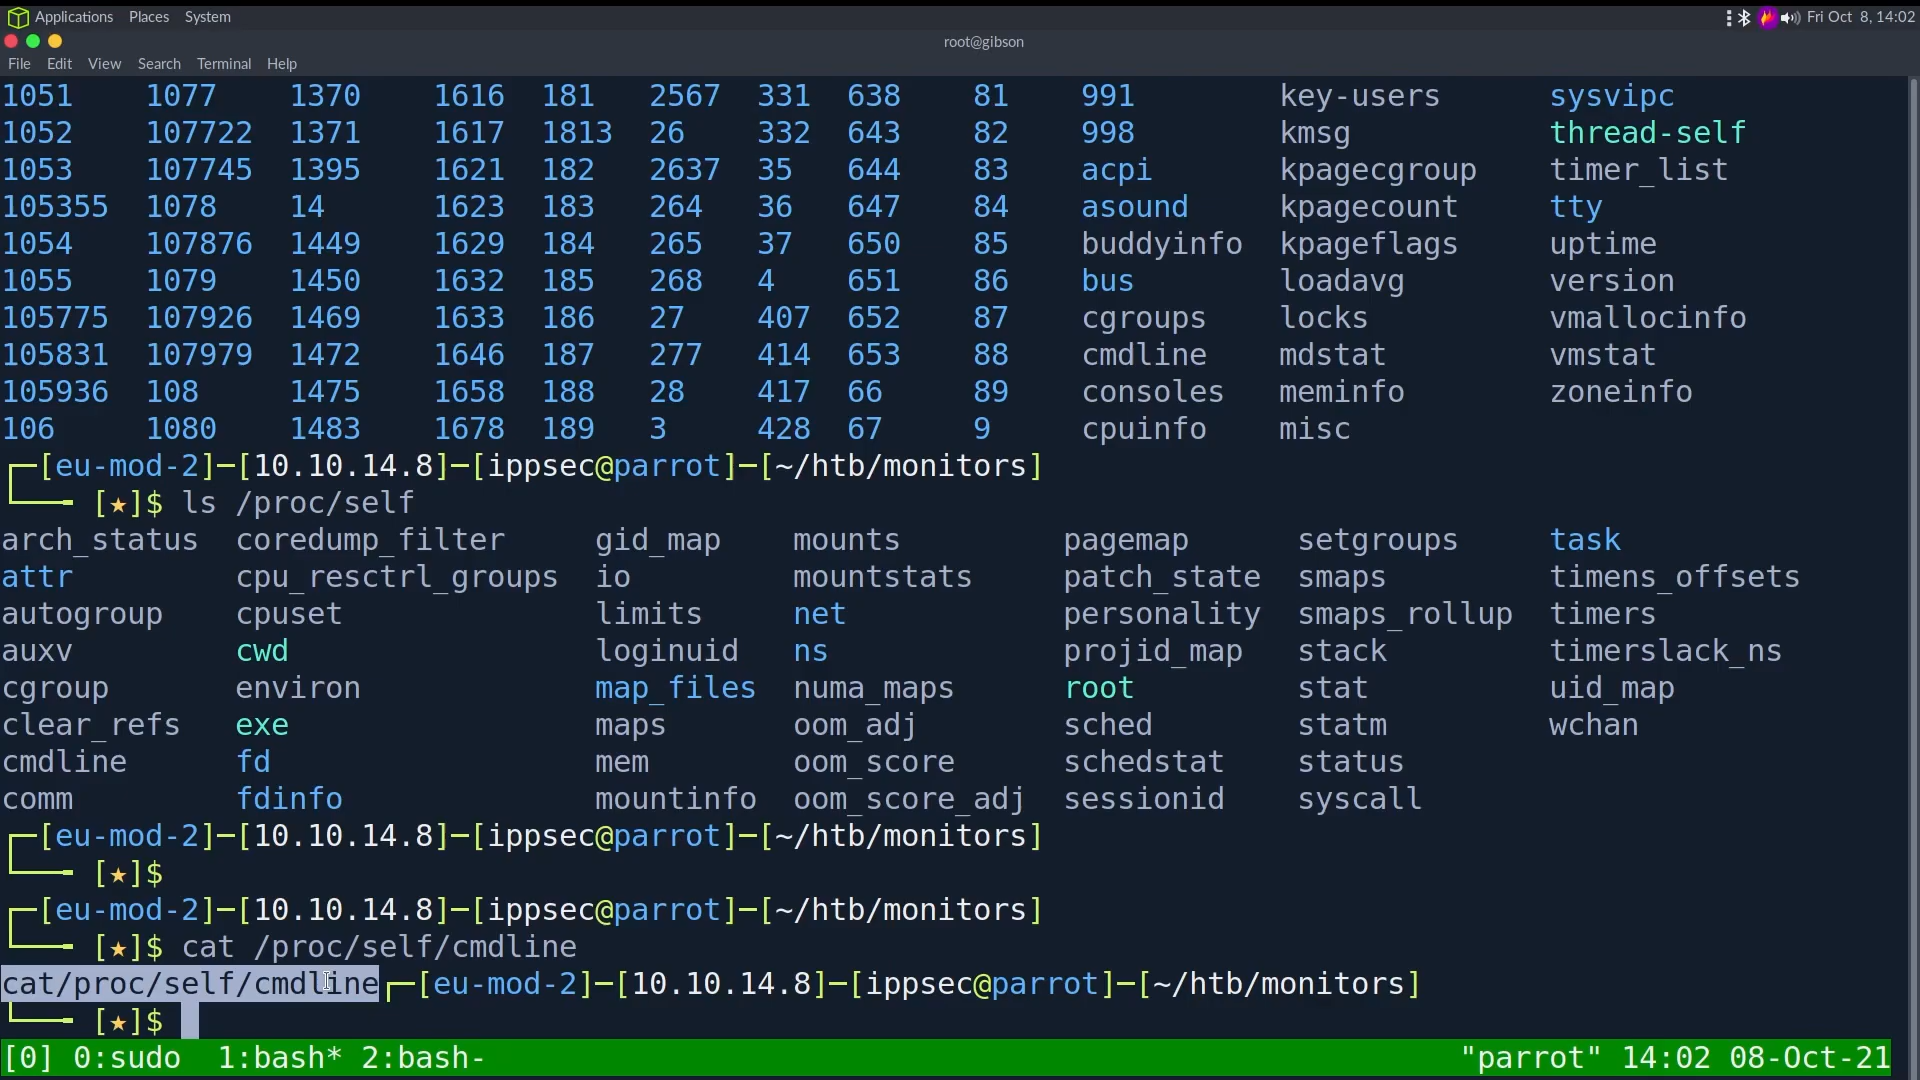 Applications Places System Fri Oct 8, 14:02
root@gibson
File Edit View Search Terminal Help
1051 1077 1370 1616 181 2567 331 638 81 991 key-users sysvipc
1052 107722 1371 1617 1813 26 332 643 82 998 kmsg thread-self
1053 107745 1395 1621 182 2637 35 644 83 acpi kpagecgroup timer_list
105355 1078 14 1623 183 264 36 647 84 asound kpagecount tty
1054 107876 1449 1629 184 265 37 650 85 buddyinfo kpageflags uptime
1055 1079 1450 1632 185 268 4 651 86 bus loadavg version
105775 107926 1469 1633 186 27 407 652 87 cgroups locks vmallocinfo
105831 107979 1472 1646 187 277 414 653 88 cmdline mdstat vmstat
105936 108 1475 1658 188 28 417 66 89 consoles meminfo zoneinfo
106 1080 1483 1678 189 3 428 67 9 cpuinfo misc
┌─[eu-mod-2]─[10.10.14.8]─[ippsec@parrot]─[~/htb/monitors]
└──╼ [★]$ ls /proc/self
arch_status coredump_filter gid_map mounts pagemap setgroups task
attr cpu_resctrl_groups io mountstats patch_state smaps timens_offsets
autogroup cpuset limits net personality smaps_rollup timers
auxv cwd loginuid ns projid_map stack timerslack_ns
cgroup environ map_files numa_maps root stat uid_map
clear_refs exe maps oom_adj sched statm wchan
cmdline fd mem oom_score schedstat status
comm fdinfo mountinfo oom_score_adj sessionid syscall
┌─[eu-mod-2]─[10.10.14.8]─[ippsec@parrot]─[~/htb/monitors]
└──╼ [★]$
┌─[eu-mod-2]─[10.10.14.8]─[ippsec@parrot]─[~/htb/monitors]
└──╼ [★]$ cat /proc/self/cmdline
cat/proc/self/cmdline┌─[eu-mod-2]─[10.10.14.8]─[ippsec@parrot]─[~/htb/monitors]
└──╼ [★]$
[0] 0:sudo 1:bash* 2:bash- "parrot" 14:02 08-Oct-21